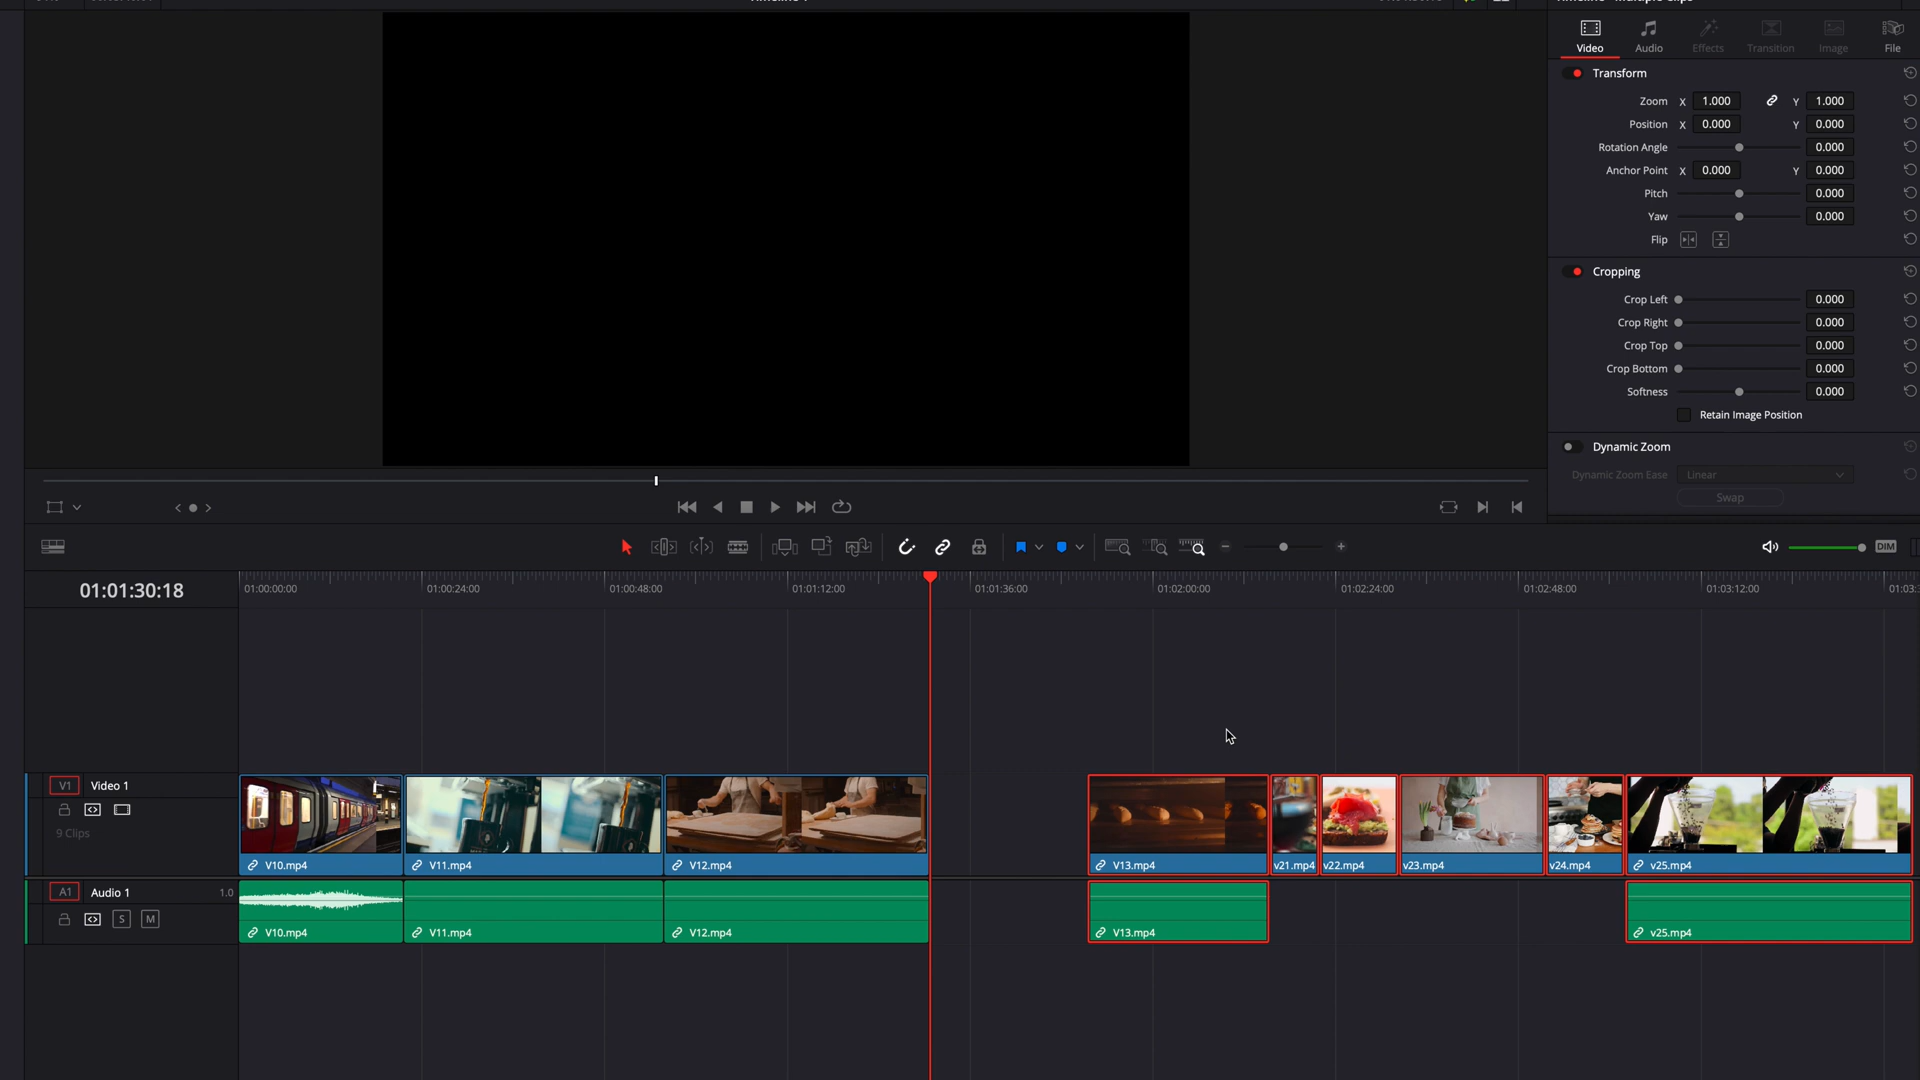 Video
Audio
Effects
Transition
Image
File
Transform
Zoom X 1.000 Y 1.000
Position X 0.000 Y 0.000
Rotation Angle 0.000
Anchor Point X 0.000 Y 0.000
Pitch 0.000
Yaw 0.000
Flip
Cropping
Crop Left 0.000
Crop Right 0.000
Crop Top 0.000
Crop Bottom 0.000
Softness 0.000
Retain Image Position
Dynamic Zoom
Dynamic Zoom Ease Linear
Swap
DIM
01:01:30:18
01:00:00:00
01:00:24:00
01:00:48:00
01:01:12:00
01:01:36:00
01:02:00:00
01:02:24:00
01:02:48:00
01:03:12:00
V1 Video 1
9 Clips
V10.mp4
V11.mp4
V12.mp4
V13.mp4
v21.mp4
v22.mp4
v23.mp4
v24.mp4
v25.mp4
A1 Audio 1 1.0
S M
V10.mp4
V11.mp4
V12.mp4
V13.mp4
v25.mp4